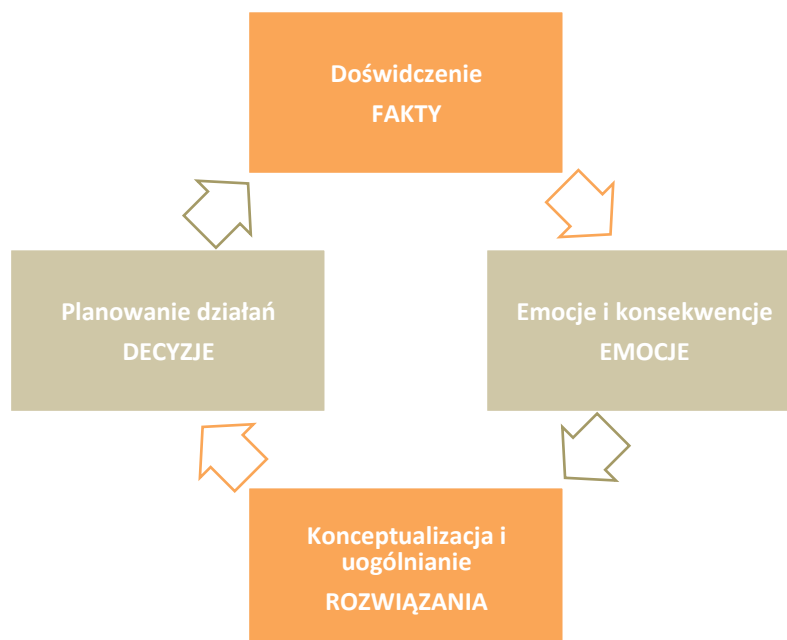 Doświdczenie
FAKTY
Planowanie działań
DECYZJE
Emocje i konsekwencje
EMOCJE
Konceptualizacja i
uogólnianie
ROZWIĄZANIA